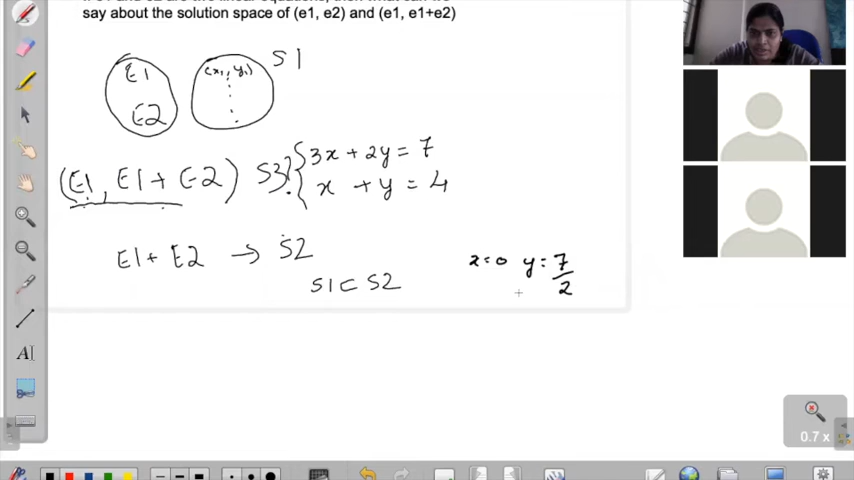 say about the solution space of (e1, e2) and (e1, e1+e2)
E1
E2
(x1, y1)
S1
(E1, E1 + E2) S3?
3x + 2y = 7
x + y = 4
E1 + E2 → S2
S1 ⊂ S2
x = 0 y = 7/2
AI
0.7 x